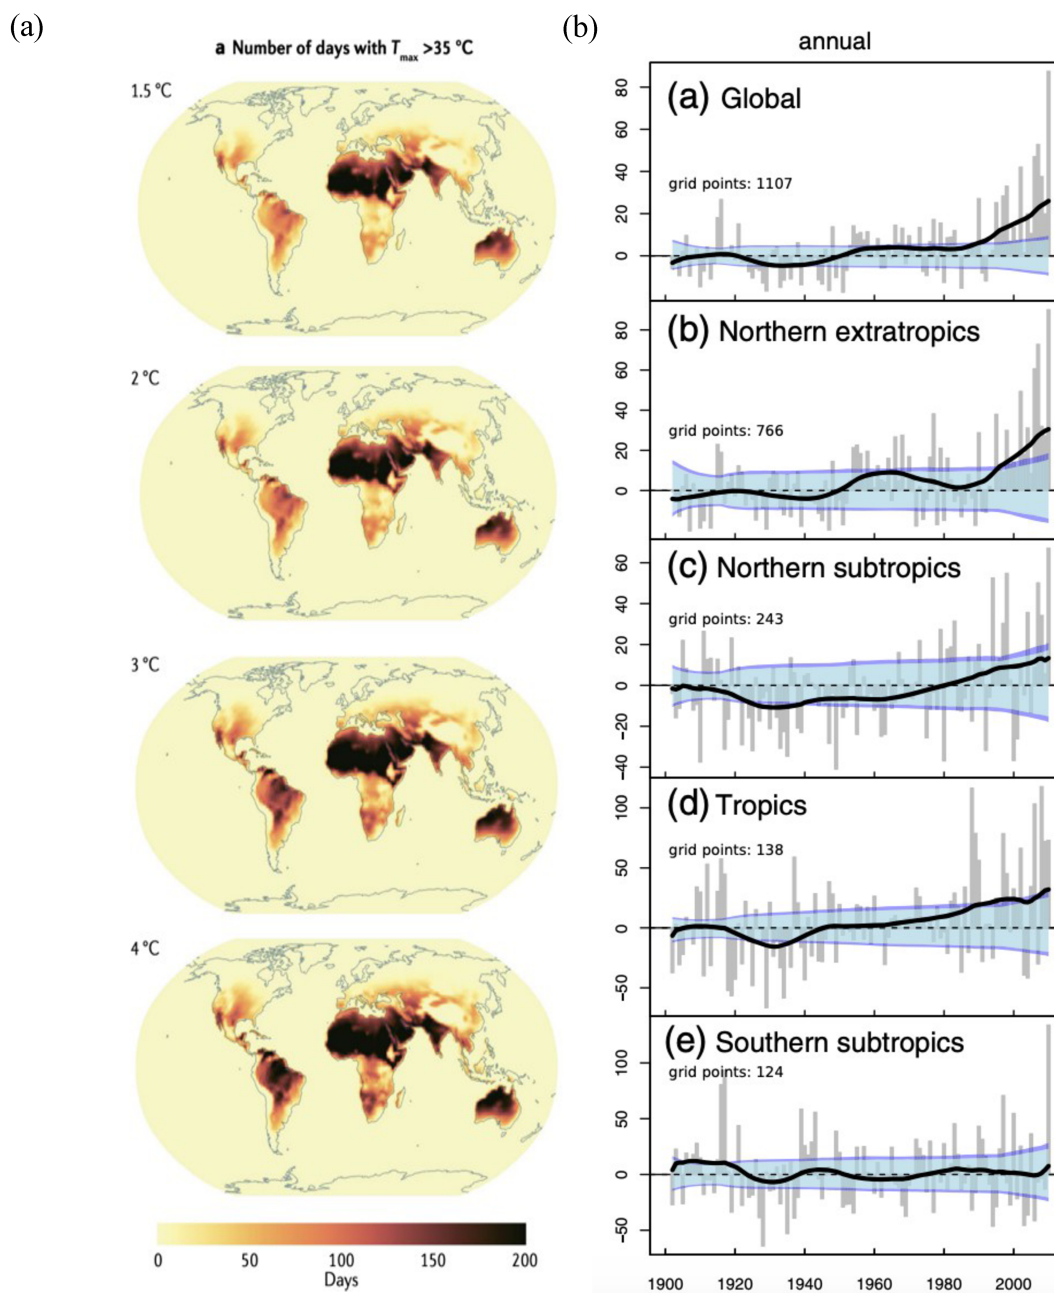 (a)
a Number of days with Tmax >35 °C
1.5 °C
2 °C
3 °C
4 °C
0 50 100 150 200
Days
(b)
annual
(a) Global
grid points: 1107
80
60
40
20
0
(b) Northern extratropics
grid points: 766
80
60
40
20
0
(c) Northern subtropics
grid points: 243
60
40
20
0
−20
−40
(d) Tropics
grid points: 138
100
50
0
−50
(e) Southern subtropics
grid points: 124
100
50
0
−50
1900 1920 1940 1960 1980 2000